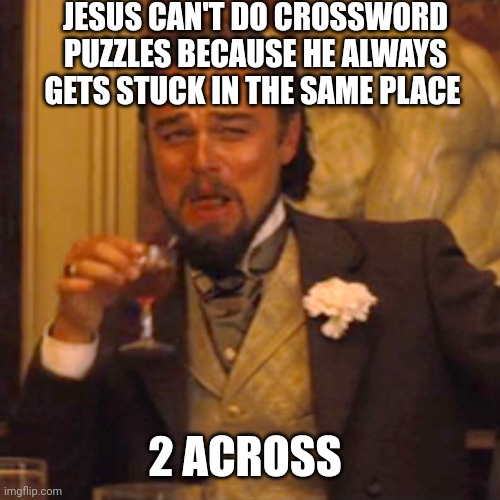 JESUS CAN'T DO CROSSWORD
PUZZLES BECAUSE HE ALWAYS
GETS STUCK IN THE SAME PLACE
2 ACROSS
imgflip.com